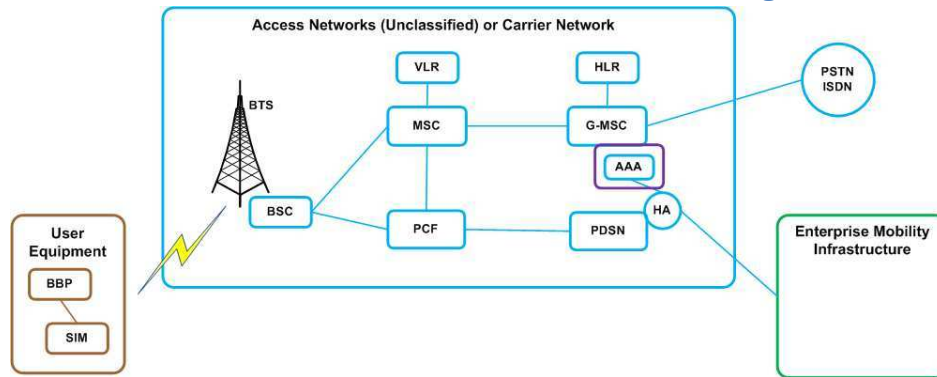 Access Networks (Unclassified) or Carrier Network
VLR
HLR
PSTN
ISDN
BTS
MSC
G-MSC
AAA
BSC
HA
PCF
PDSN
User
Equipment
BBP
SIM
Enterprise Mobility
Infrastructure